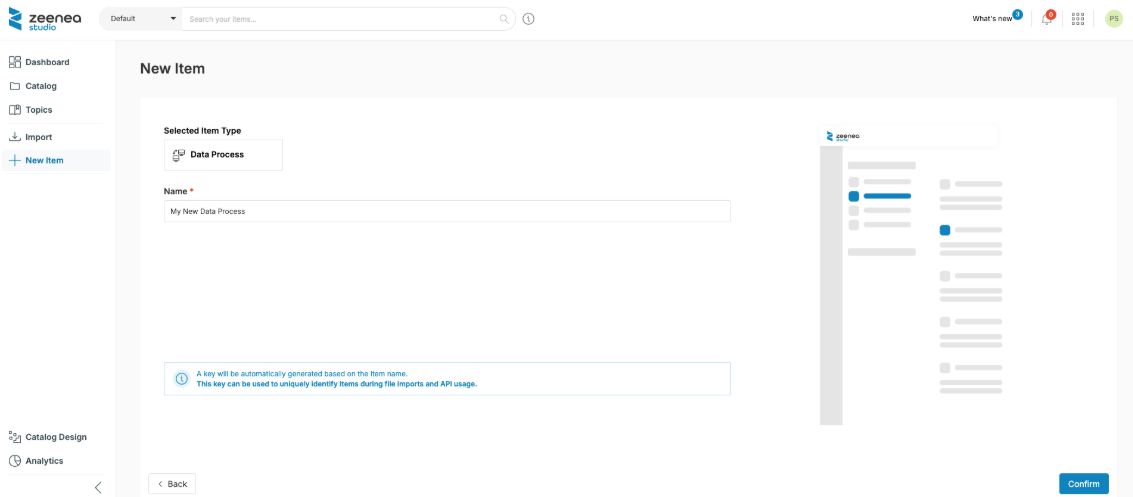 zeenea
studio
Default
Search your items...
What's new
3
6
PS
Dashboard
Catalog
Topics
Import
New Item
Catalog Design
Analytics
New Item
Selected Item Type
Data Process
Name *
My New Data Process
A key will be automatically generated based on the Item name.
This key can be used to uniquely identify Items during file imports and API usage.
zeenea
studio
Back
Confirm